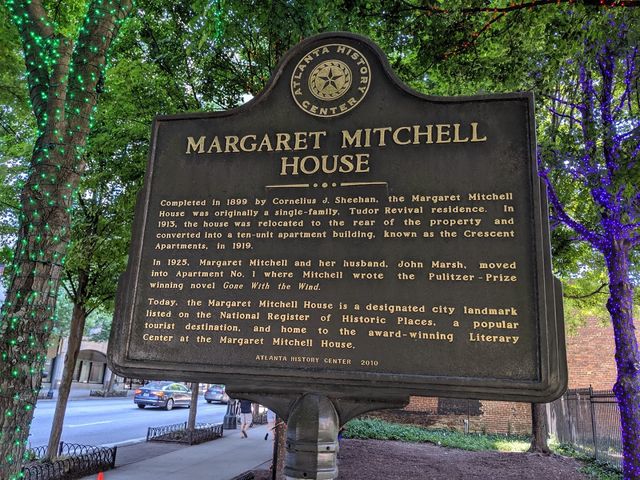 ATLANTA HISTORY
CENTER
MARGARET MITCHELL
HOUSE
Completed in 1899 by Cornelius J. Sheehan, the Margaret Mitchell
House was originally a single-family, Tudor Revival residence. In
1913, the house was relocated to the rear of the property and
converted into a ten-unit apartment building, known as the Crescent
Apartments, in 1919.
In 1925, Margaret Mitchell and her husband, John Marsh, moved
into Apartment No. 1 where Mitchell wrote the Pulitzer-Prize
winning novel Gone With the Wind.
Today, the Margaret Mitchell House is a designated city landmark
listed on the National Register of Historic Places, a popular
tourist destination, and home to the award-winning Literary
Center at the Margaret Mitchell House.
ATLANTA HISTORY CENTER 2010